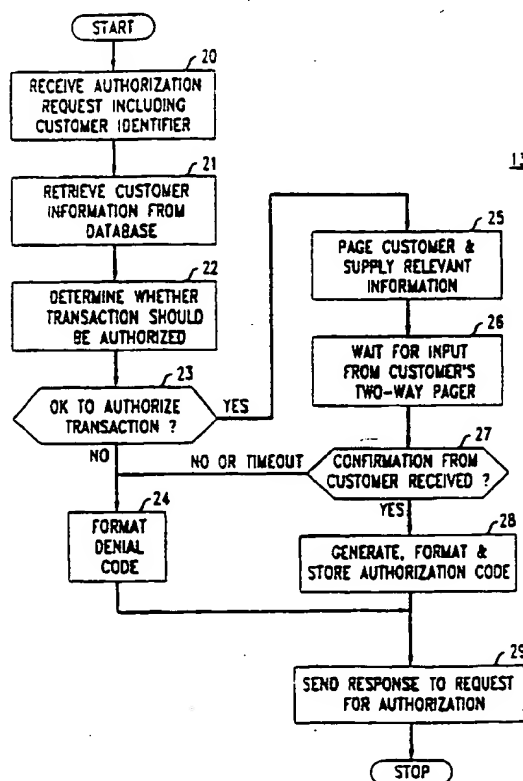 START
20
RECEIVE AUTHORIZATION
REQUEST INCLUDING
CUSTOMER IDENTIFIER
21
RETRIEVE CUSTOMER
INFORMATION FROM
DATABASE
22
DETERMINE WHETHER
TRANSACTION SHOULD
BE AUTHORIZED
23
OK TO AUTHORIZE
TRANSACTION ?
YES
NO
24
FORMAT
DENIAL
CODE
13
25
PAGE CUSTOMER &
SUPPLY RELEVANT
INFORMATION
26
WAIT FOR INPUT
FROM CUSTOMER'S
TWO-WAY PAGER
27
CONFIRMATION FROM
CUSTOMER RECEIVED ?
NO OR TIMEOUT
YES
28
GENERATE, FORMAT &
STORE AUTHORIZATION CODE
29
SEND RESPONSE TO REQUEST
FOR AUTHORIZATION
STOP